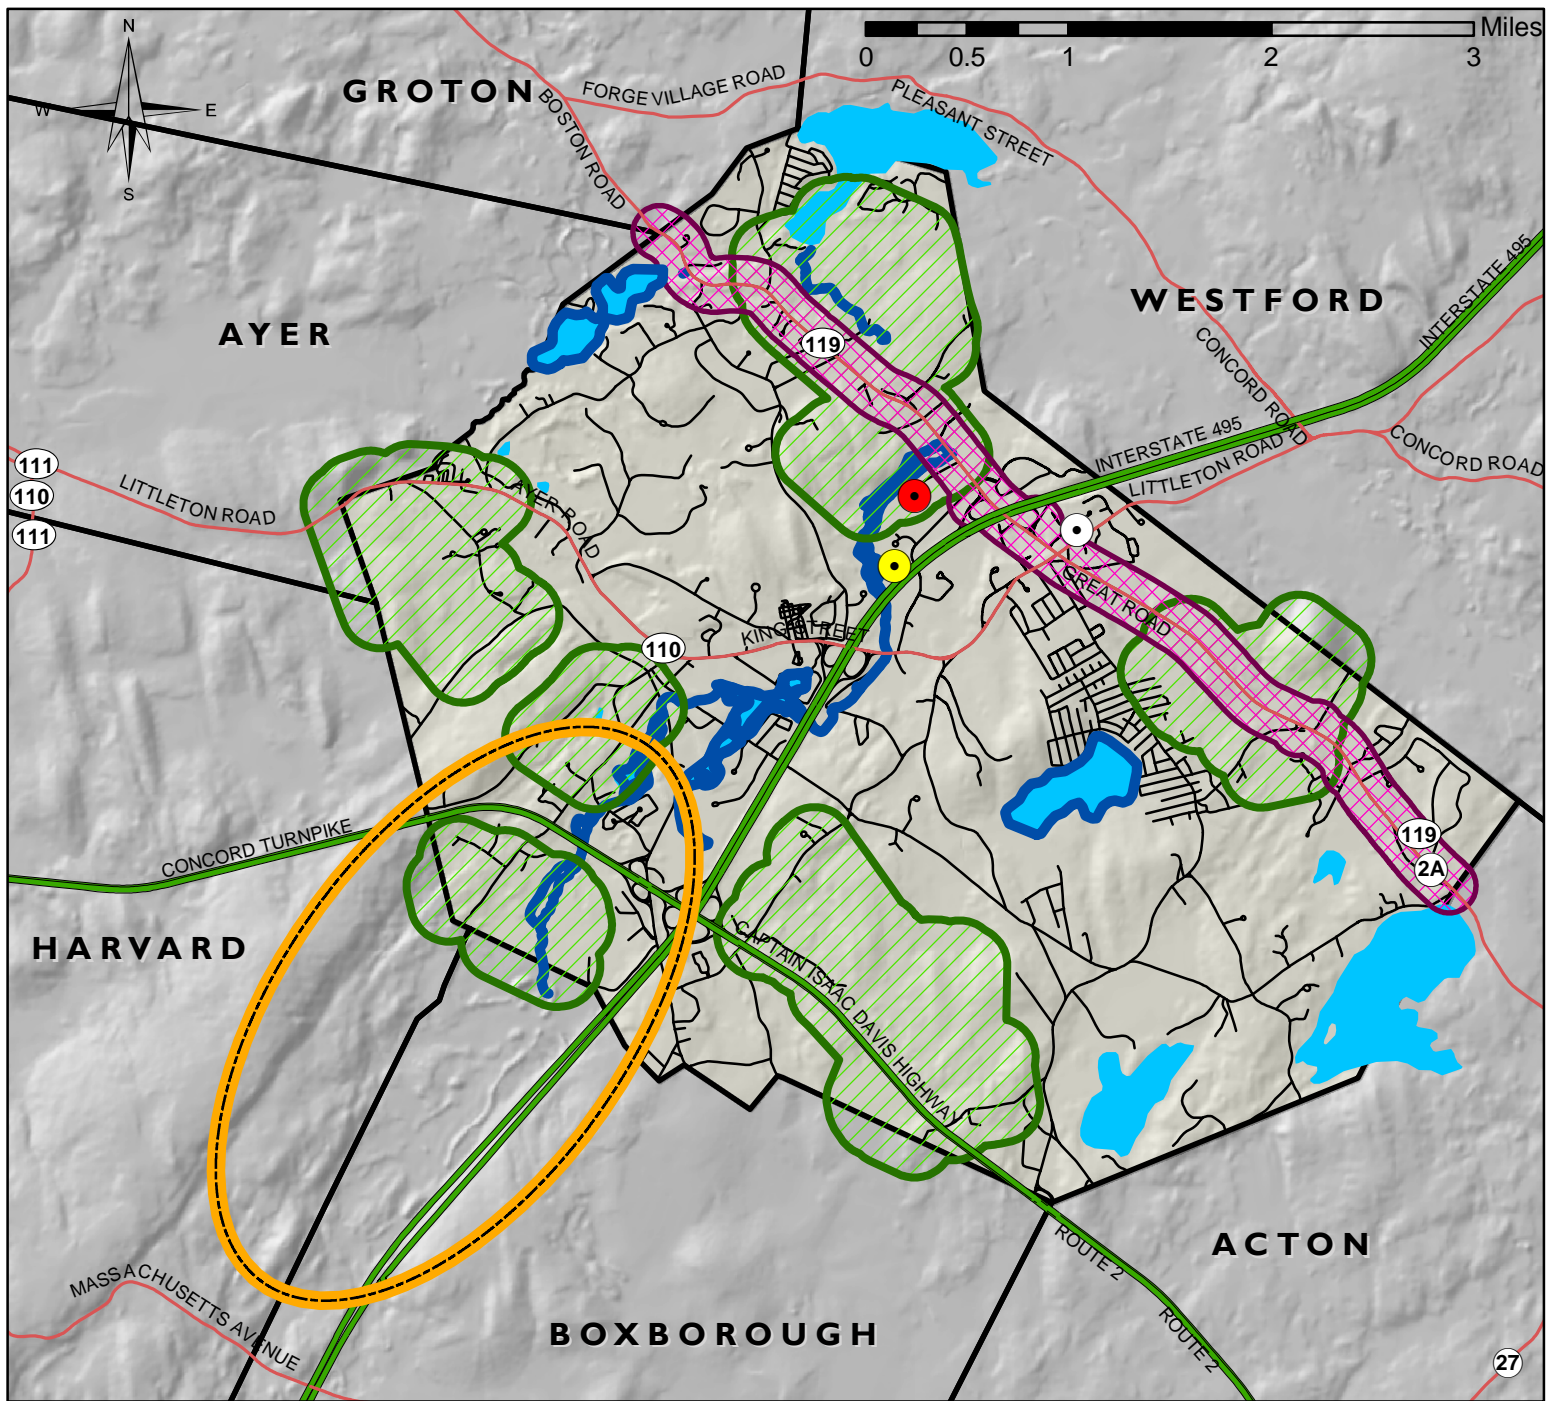 N
W
E
S
Miles
0
0.5
1
2
3
GROTON
FORGE VILLAGE ROAD
BOSTON ROAD
PLEASANT STREET
WESTFORD
INTERSTATE 495
AYER
119
CONCORD ROAD
CONCORD ROAD
INTERSTATE 495
LITTLETON ROAD
111
110
111
LITTLETON ROAD
AYER ROAD
GREAT ROAD
KING STREET
110
CONCORD TURNPIKE
119
2A
HARVARD
CAPTAIN ISAAC DAVIS HIGHWAY
ACTON
ROUTE 2
MASSACHUSETTS AVENUE
BOXBOROUGH
ROUTE 2
27